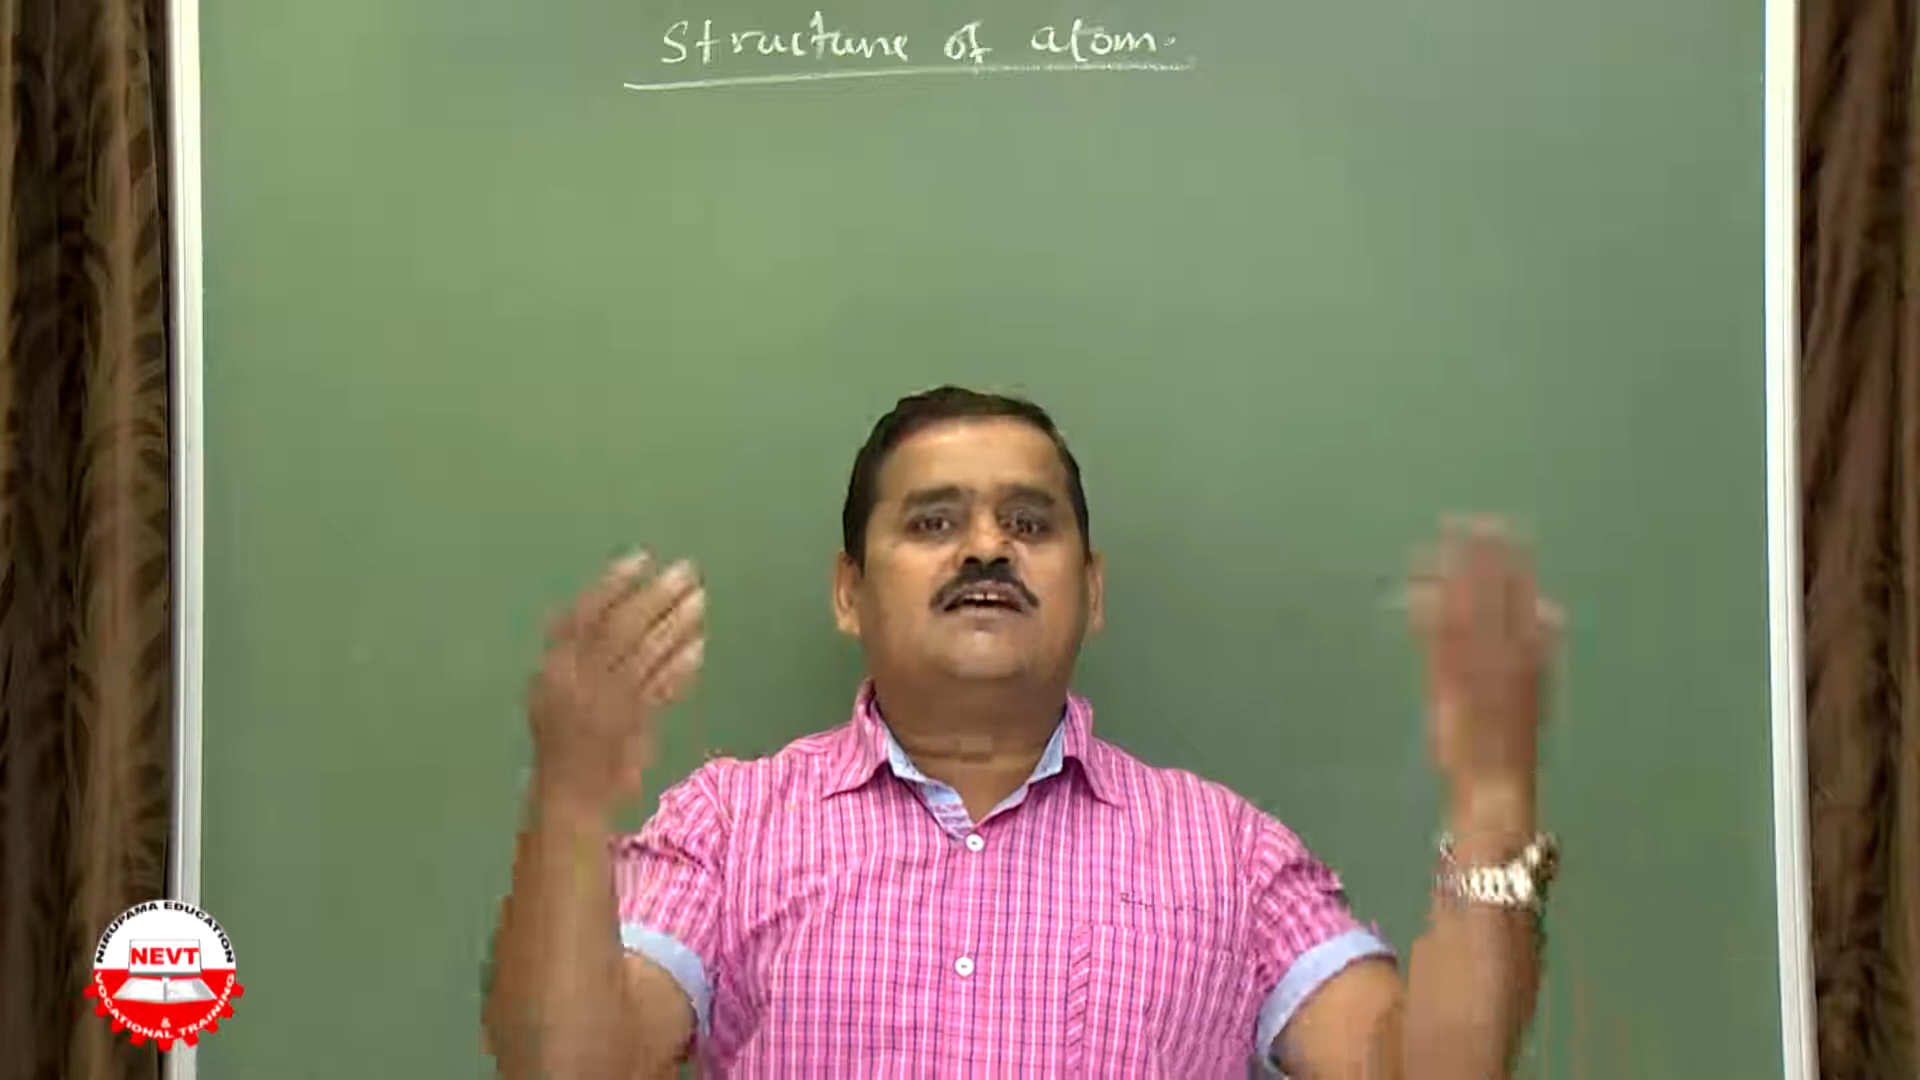 Structure of atom.
NIRUPAMA EDUCATION
NEVT
& 
VOCATIONAL TRAINING